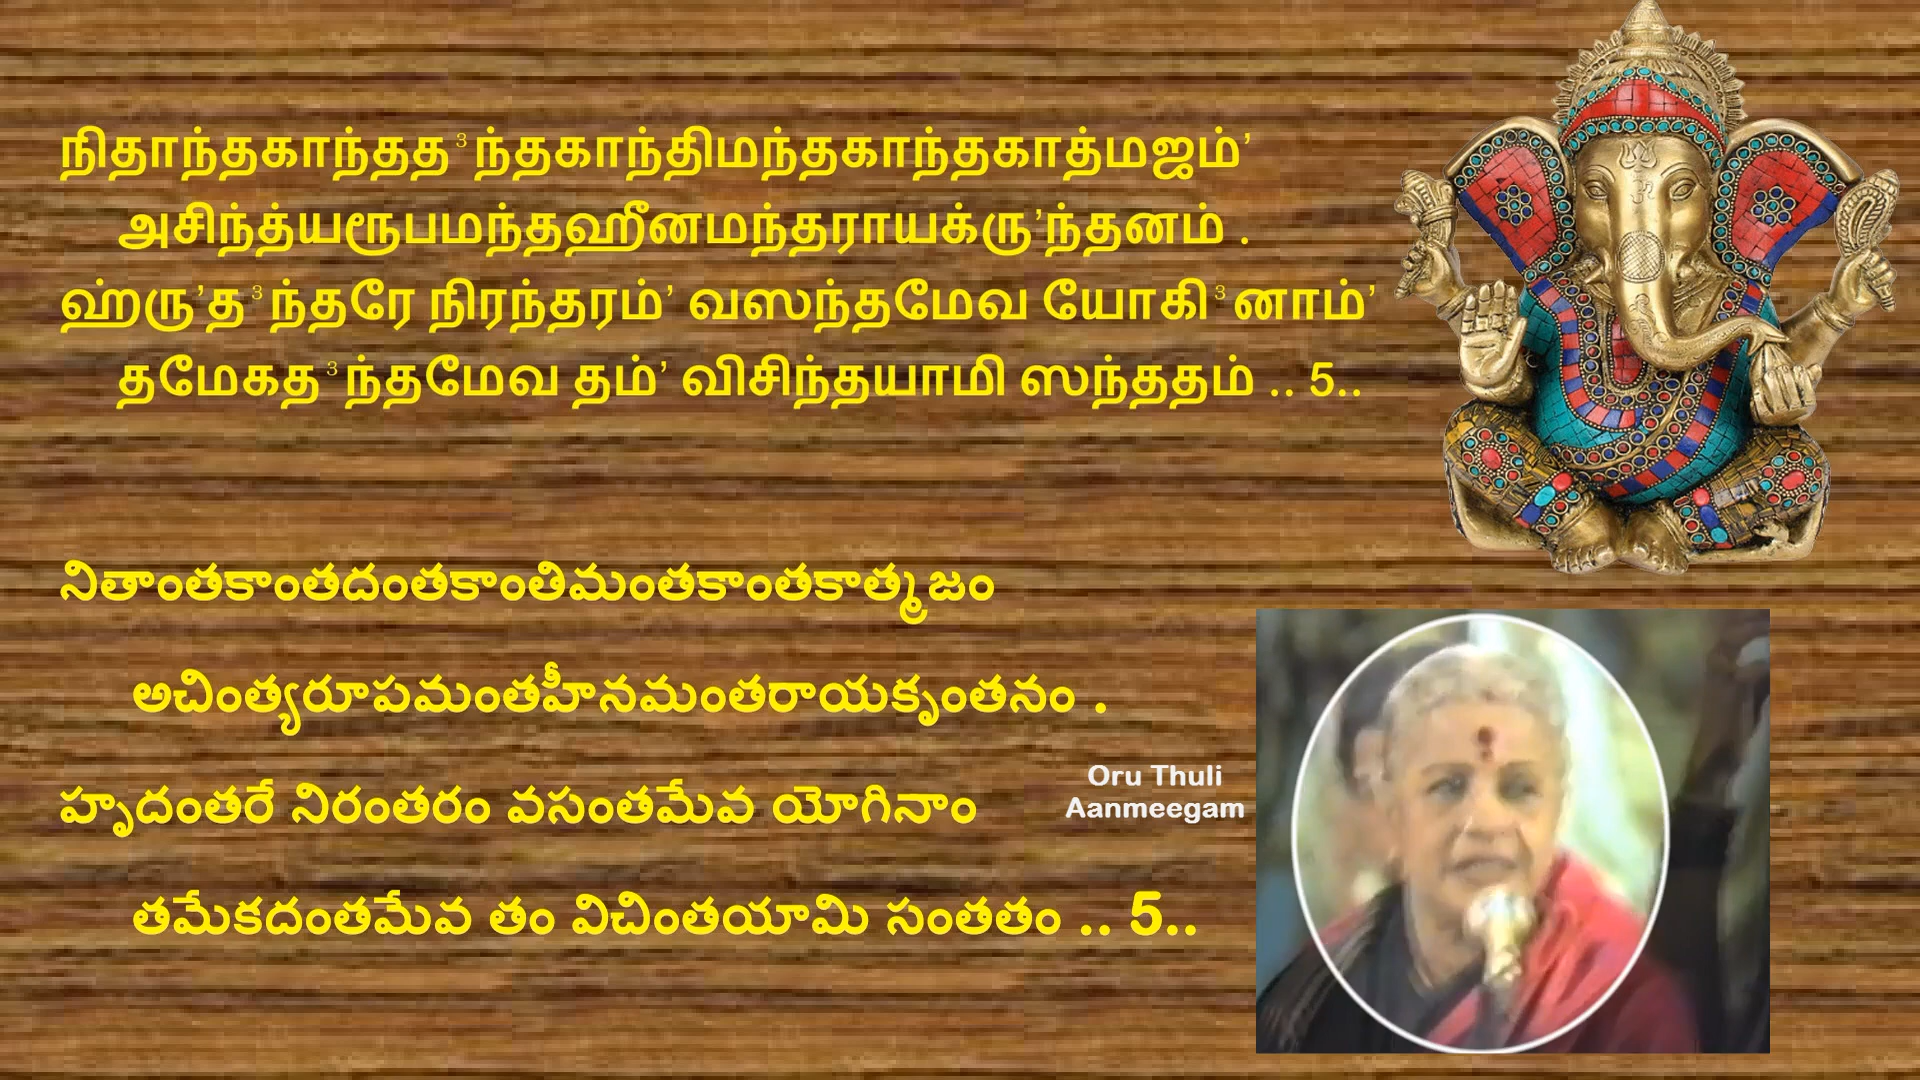 நிதாந்தகாந்தத³ந்தகாந்திமந்தகாந்தகாத்மஜம்’
அசிந்த்யரூபமந்தஹீனமந்தராயக்ரு’ந்தனம் .
ஹ்ரு’த³ந்தரே நிரந்தரம்’ வஸந்தமேவ யோகி³னாம்’
தமேகத³ந்தமேவ தம்’ விசிந்தயாமி ஸந்ததம் .. 5..
నితాంతకాంతదంతకాంతిమంతకాంతకాత్మజం
అచింత్యరూపమంతహీనమంతరాయకృంతనం .
హృదంతరే నిరంతరం వసంతమేవ యోగినాం
తమేకదంతమేవ తం విచింతయామి సంతతం .. 5..
Oru Thuli
Aanmeegam